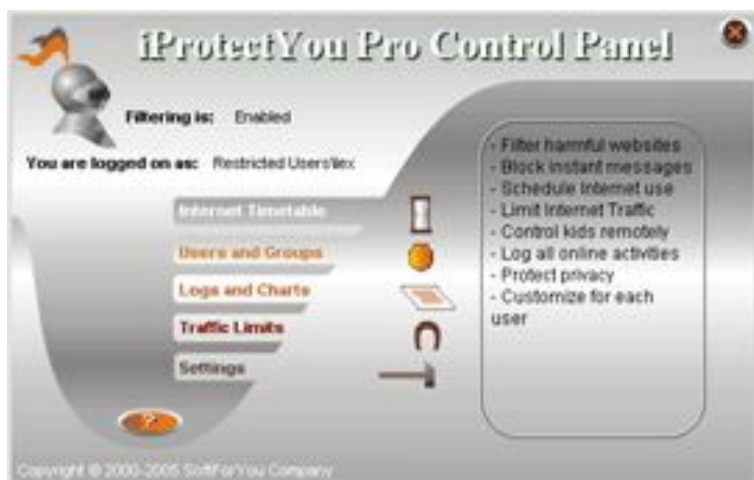 iProtectYou Pro Control Panel
Filtering is: Enabled
You are logged on as: Restricted Users\lex
Internet Timetable
Users and Groups
Logs and Charts
Traffic Limits
Settings
?
- Filter harmful websites
- Block instant messages
- Schedule Internet use
- Limit Internet Traffic
- Control kids remotely
- Log all online activities
- Protect privacy
- Customize for each
user
Copyright © 2000-2005 SoftForYou Company